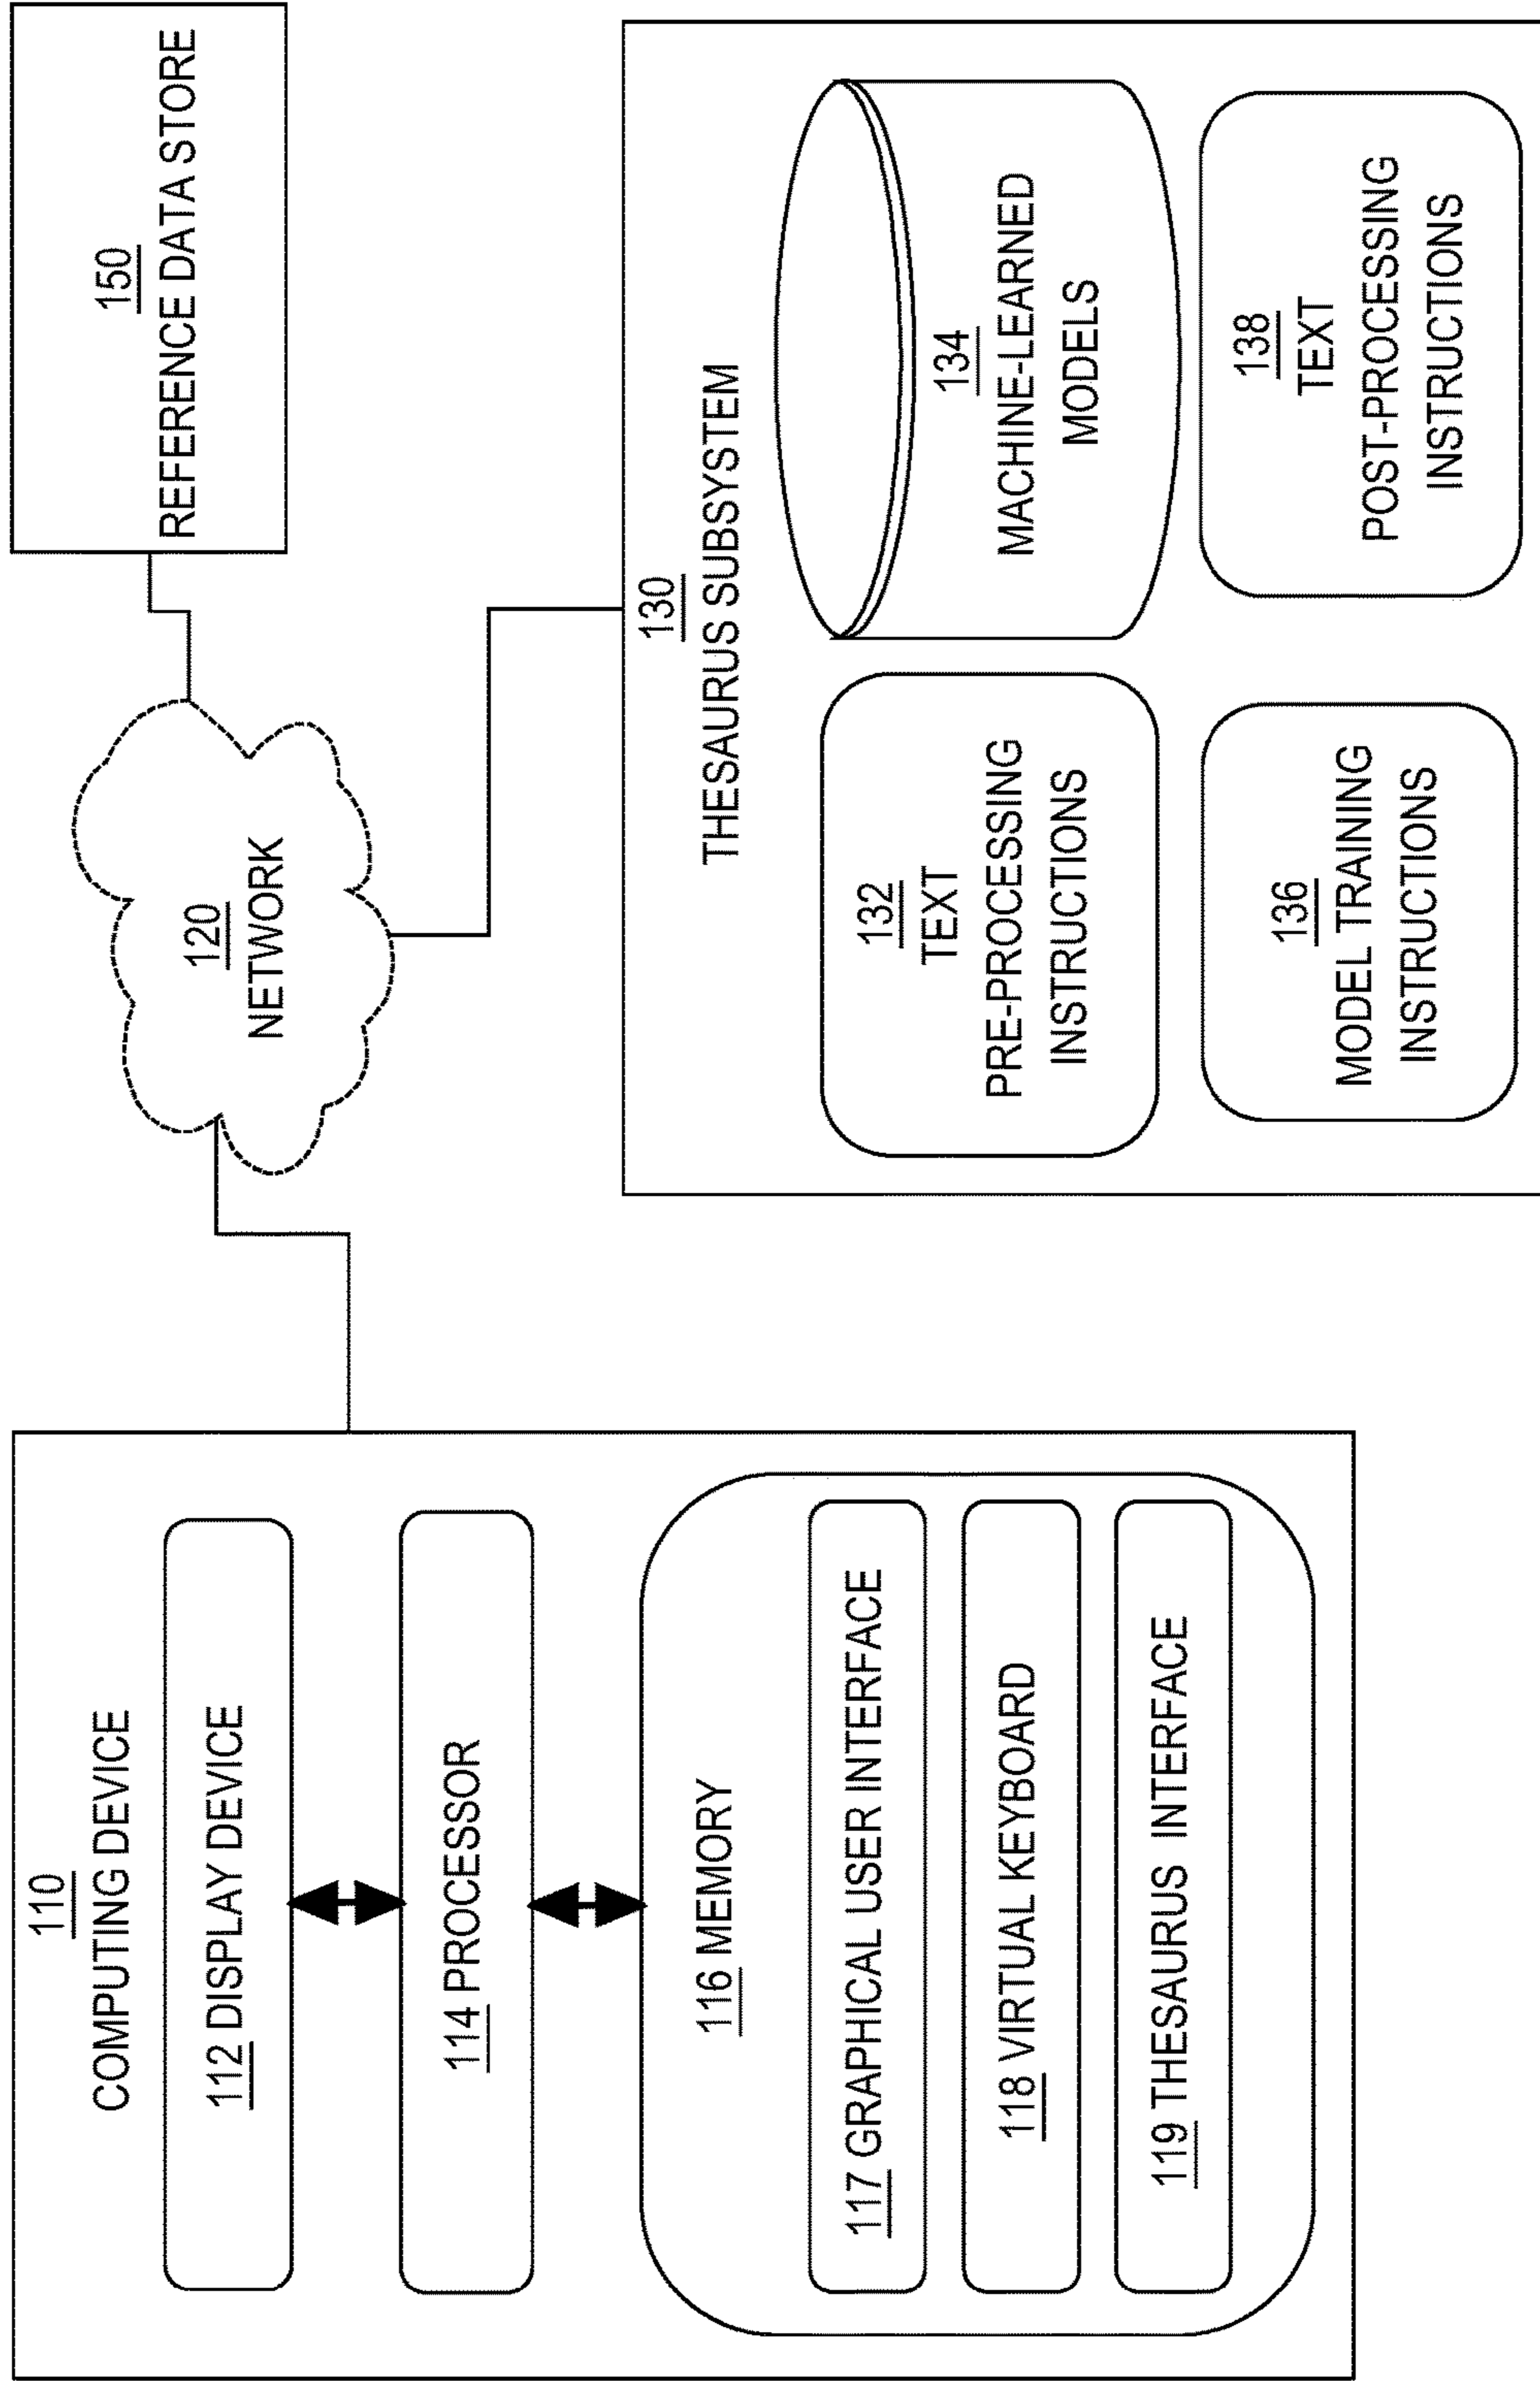 110
COMPUTING DEVICE
112 DISPLAY DEVICE
114 PROCESSOR
116 MEMORY
117 GRAPHICAL USER INTERFACE
118 VIRTUAL KEYBOARD
119 THESAURUS INTERFACE
120
NETWORK
150
REFERENCE DATA STORE
130
THESAURUS SUBSYSTEM
132
TEXT
PRE-PROCESSING
INSTRUCTIONS
134
MACHINE-LEARNED
MODELS
136
MODEL TRAINING
INSTRUCTIONS
138
TEXT
POST-PROCESSING
INSTRUCTIONS